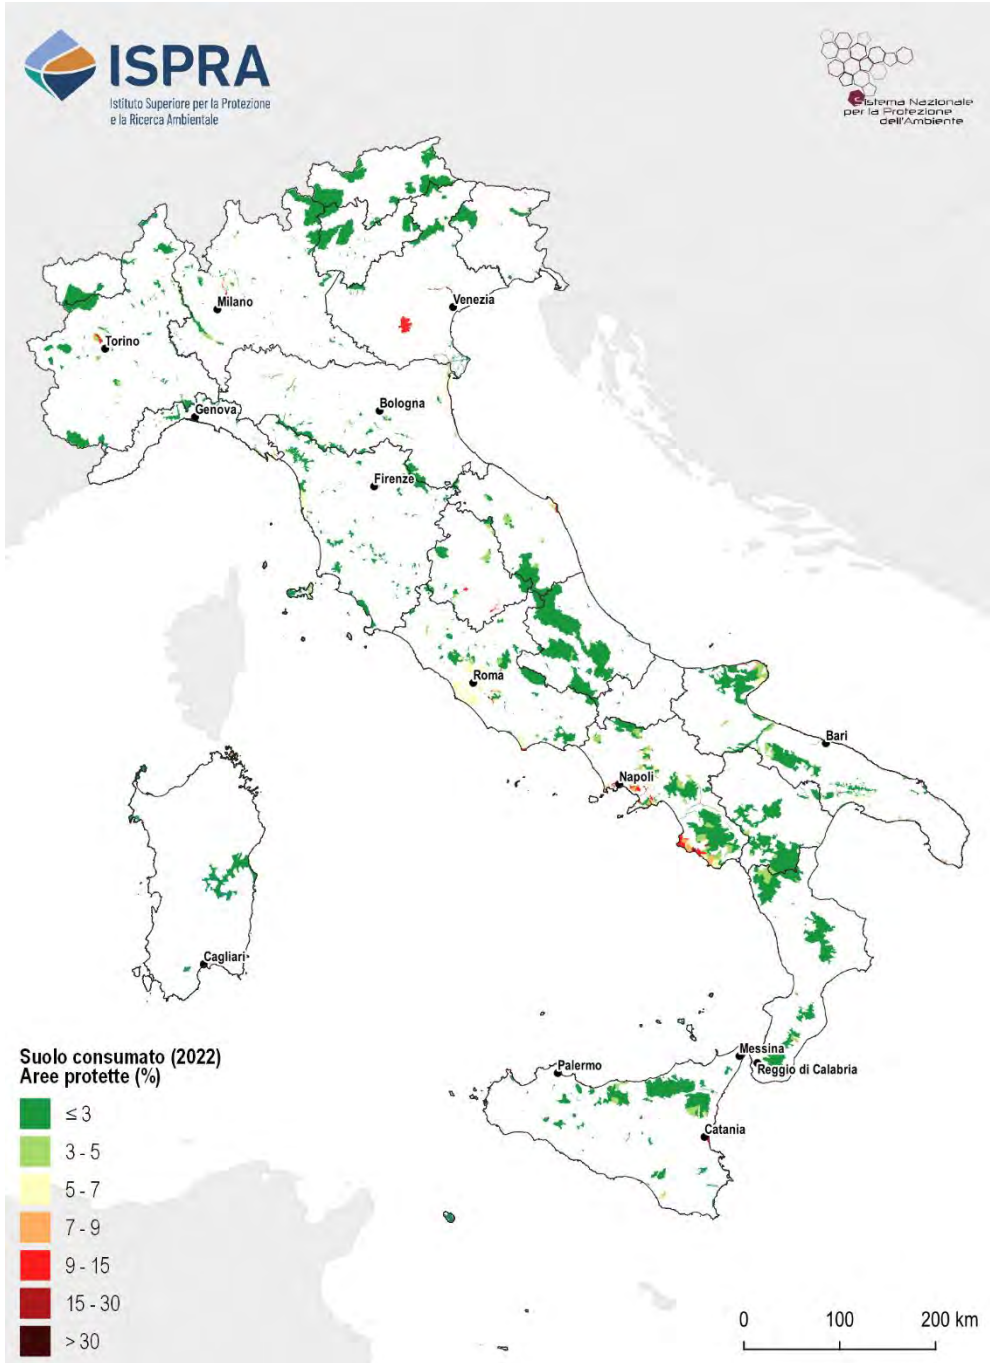 ISPRA
Istituto Superiore per la Protezione
e la Ricerca Ambientale
Sistema Nazionale
per la Protezione
dell'Ambiente
Milano
Venezia
Torino
Genova
Bologna
Firenze
Roma
Bari
Napoli
Cagliari
Messina
Palermo
Reggio di Calabria
Catania
Suolo consumato (2022)
Aree protette (%)
≤ 3
3 - 5
5 - 7
7 - 9
9 - 15
15 - 30
> 30
0 100 200 km